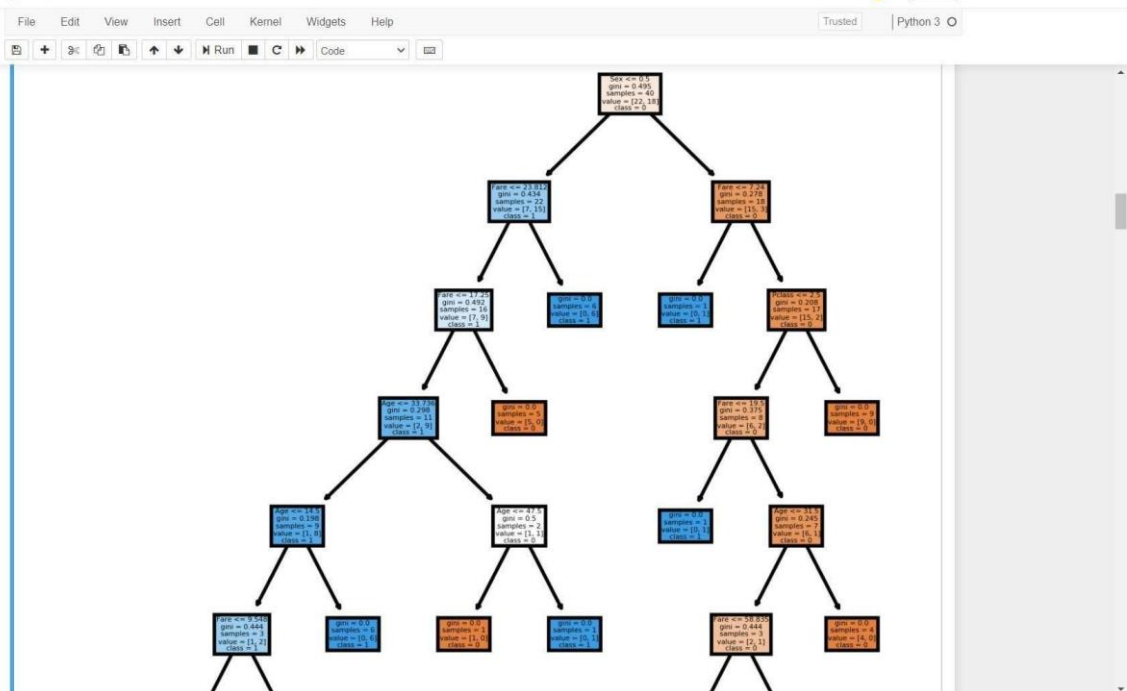 File Edit View Insert Cell Kernel Widgets Help Trusted Python 3
Run Code
Sex <= 0.5
gini = 0.495
samples = 40
value = [22, 18]
class = 0
Fare <= 23.812
gini = 0.434
samples = 22
value = [7, 15]
class = 1
Fare <= 7.24
gini = 0.278
samples = 18
value = [15, 3]
class = 0
Fare <= 17.25
gini = 0.492
samples = 16
value = [7, 9]
class = 1
gini = 0.0
samples = 6
value = [0, 6]
class = 1
gini = 0.0
samples = 1
value = [0, 1]
class = 1
Pclass <= 2.5
gini = 0.208
samples = 17
value = [15, 2]
class = 0
Age <= 33.736
gini = 0.298
samples = 11
value = [2, 9]
class = 1
gini = 0.0
samples = 5
value = [5, 0]
class = 0
Fare <= 19.5
gini = 0.375
samples = 8
value = [6, 2]
class = 0
gini = 0.0
samples = 9
value = [9, 0]
class = 0
Age <= 14.5
gini = 0.198
samples = 9
value = [1, 8]
class = 1
Age <= 47.5
gini = 0.5
samples = 2
value = [1, 1]
class = 0
gini = 0.0
samples = 1
value = [0, 1]
class = 1
Age <= 31.5
gini = 0.245
samples = 7
value = [6, 1]
class = 0
Fare <= 9.548
gini = 0.444
samples = 3
value = [1, 2]
class = 1
gini = 0.0
samples = 6
value = [0, 6]
class = 1
gini = 0.0
samples = 1
value = [1, 0]
class = 0
gini = 0.0
samples = 1
value = [0, 1]
class = 1
Fare <= 58.835
gini = 0.444
samples = 3
value = [2, 1]
class = 0
gini = 0.0
samples = 4
value = [4, 0]
class = 0